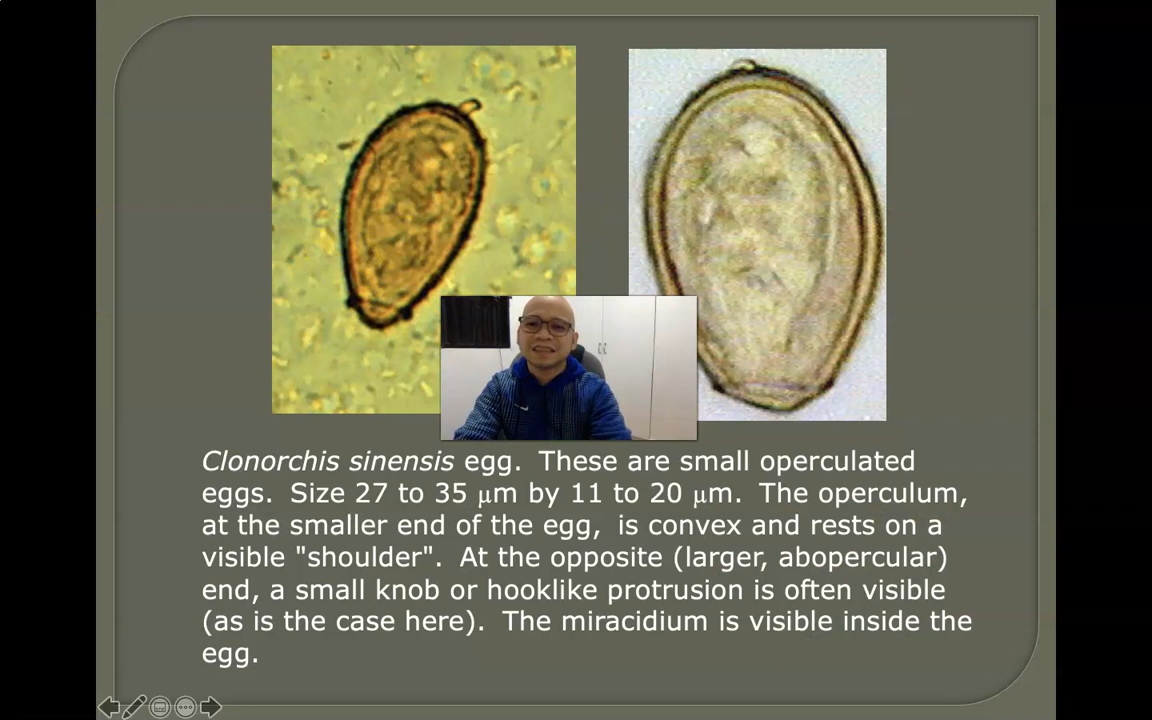 Clonorchis sinensis egg.  These are small operculated
eggs.  Size 27 to 35 μm by 11 to 20 μm.  The operculum,
at the smaller end of the egg,  is convex and rests on a
visible "shoulder".  At the opposite (larger, abopercular)
end, a small knob or hooklike protrusion is often visible
(as is the case here).  The miracidium is visible inside the
egg.